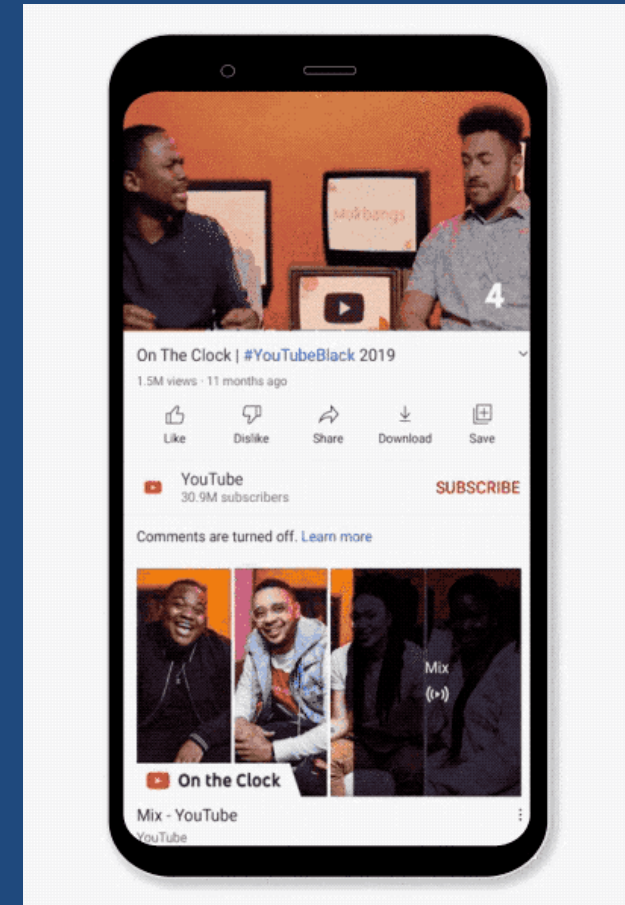 mukbangs
4
On The Clock | #YouTubeBlack 2019
1.5M views · 11 months ago
Like Dislike Share Download Save
YouTube
30.9M subscribers
SUBSCRIBE
Comments are turned off. Learn more
Mix
On the Clock
Mix - YouTube
YouTube